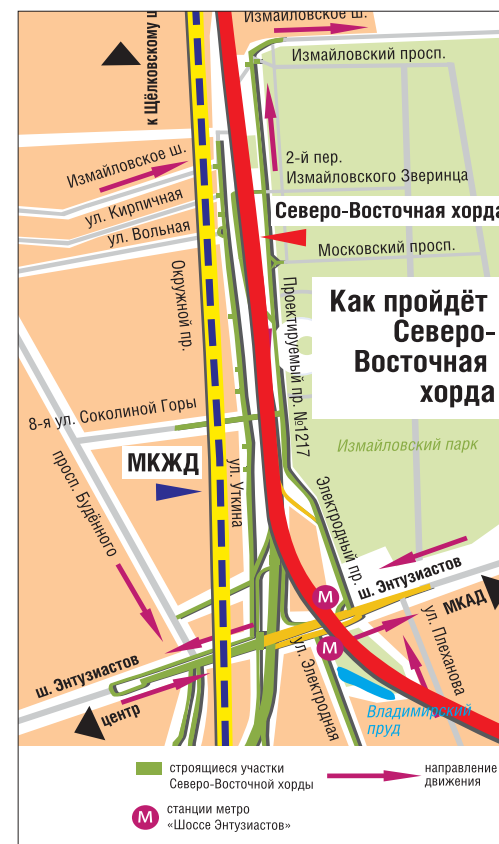 Измайловское ш.
Измайловский просп.
к Щёлковскому
2-й пер.
Измайловского Зверинца
Измайловское ш.
ул. Кирпичная
ул. Вольная
Северо-Восточная хорда
Московский просп.
Окружной пр.
Проектируемый пр. №1217
Как пройдёт
Северо-
Восточная
хорда
8-я ул. Соколиной Горы
Измайловский парк
МКЖД
просп. Будённого
ул. Уткина
Электродный пр.
ш. Энтузиастов
МКАД
М
М
ул. Плеханова
ул. Электродная
ш. Энтузиастов
центр
Владимирский
пруд
строящиеся участки
Северо-Восточной хорды
направление
движения
М
станции метро
«Шоссе Энтузиастов»